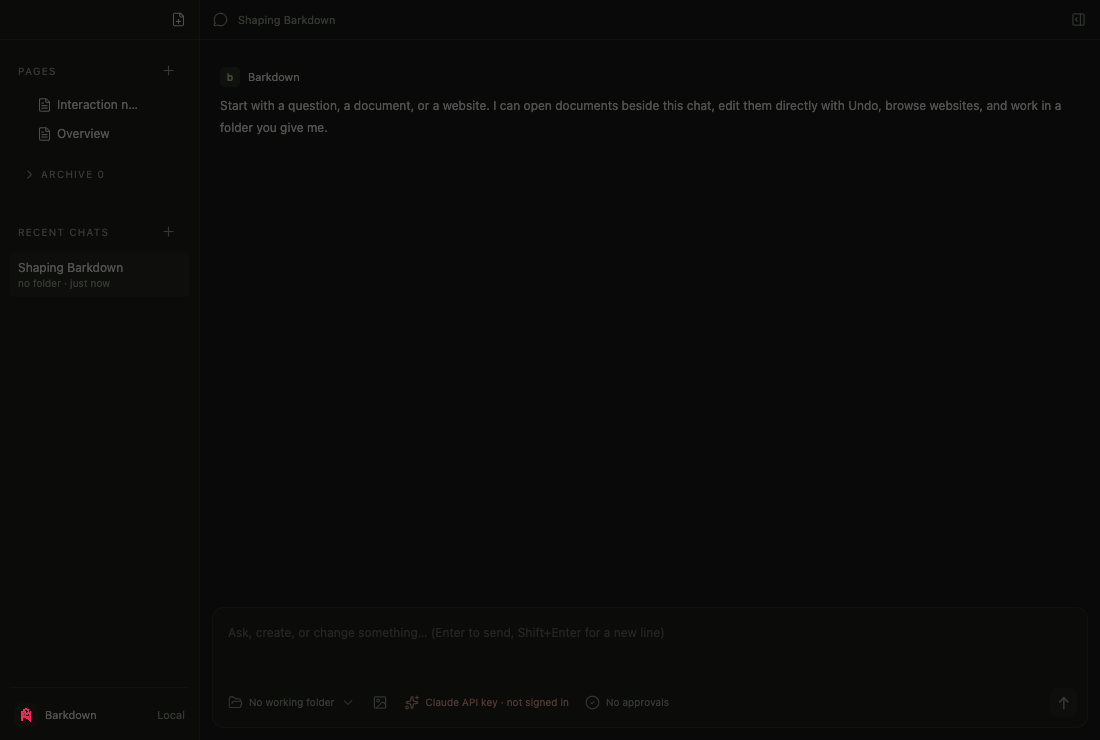 Shaping Barkdown
PAGES
Interaction n...
Overview
ARCHIVE 0
RECENT CHATS
Shaping Barkdown
no folder · just now
Barkdown
Local
b Barkdown
Start with a question, a document, or a website. I can open documents beside this chat, edit them directly with Undo, browse websites, and work in a
folder you give me.
Ask, create, or change something... (Enter to send, Shift+Enter for a new line)
No working folder
Claude API key · not signed in
No approvals